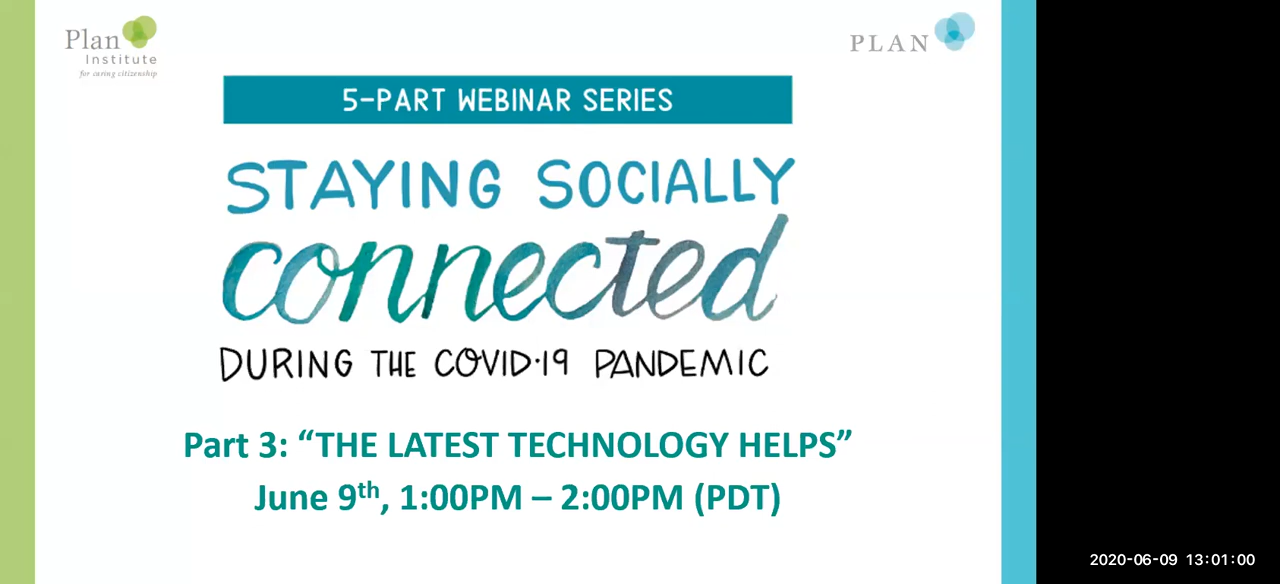 Plan
Institute
for caring citizenship
PLAN
5-PART WEBINAR SERIES
STAYING SOCIALLY
connected
DURING THE COVID·19 PANDEMIC
Part 3: “THE LATEST TECHNOLOGY HELPS”
June 9th, 1:00PM – 2:00PM (PDT)
2020-06-09 13:01:00